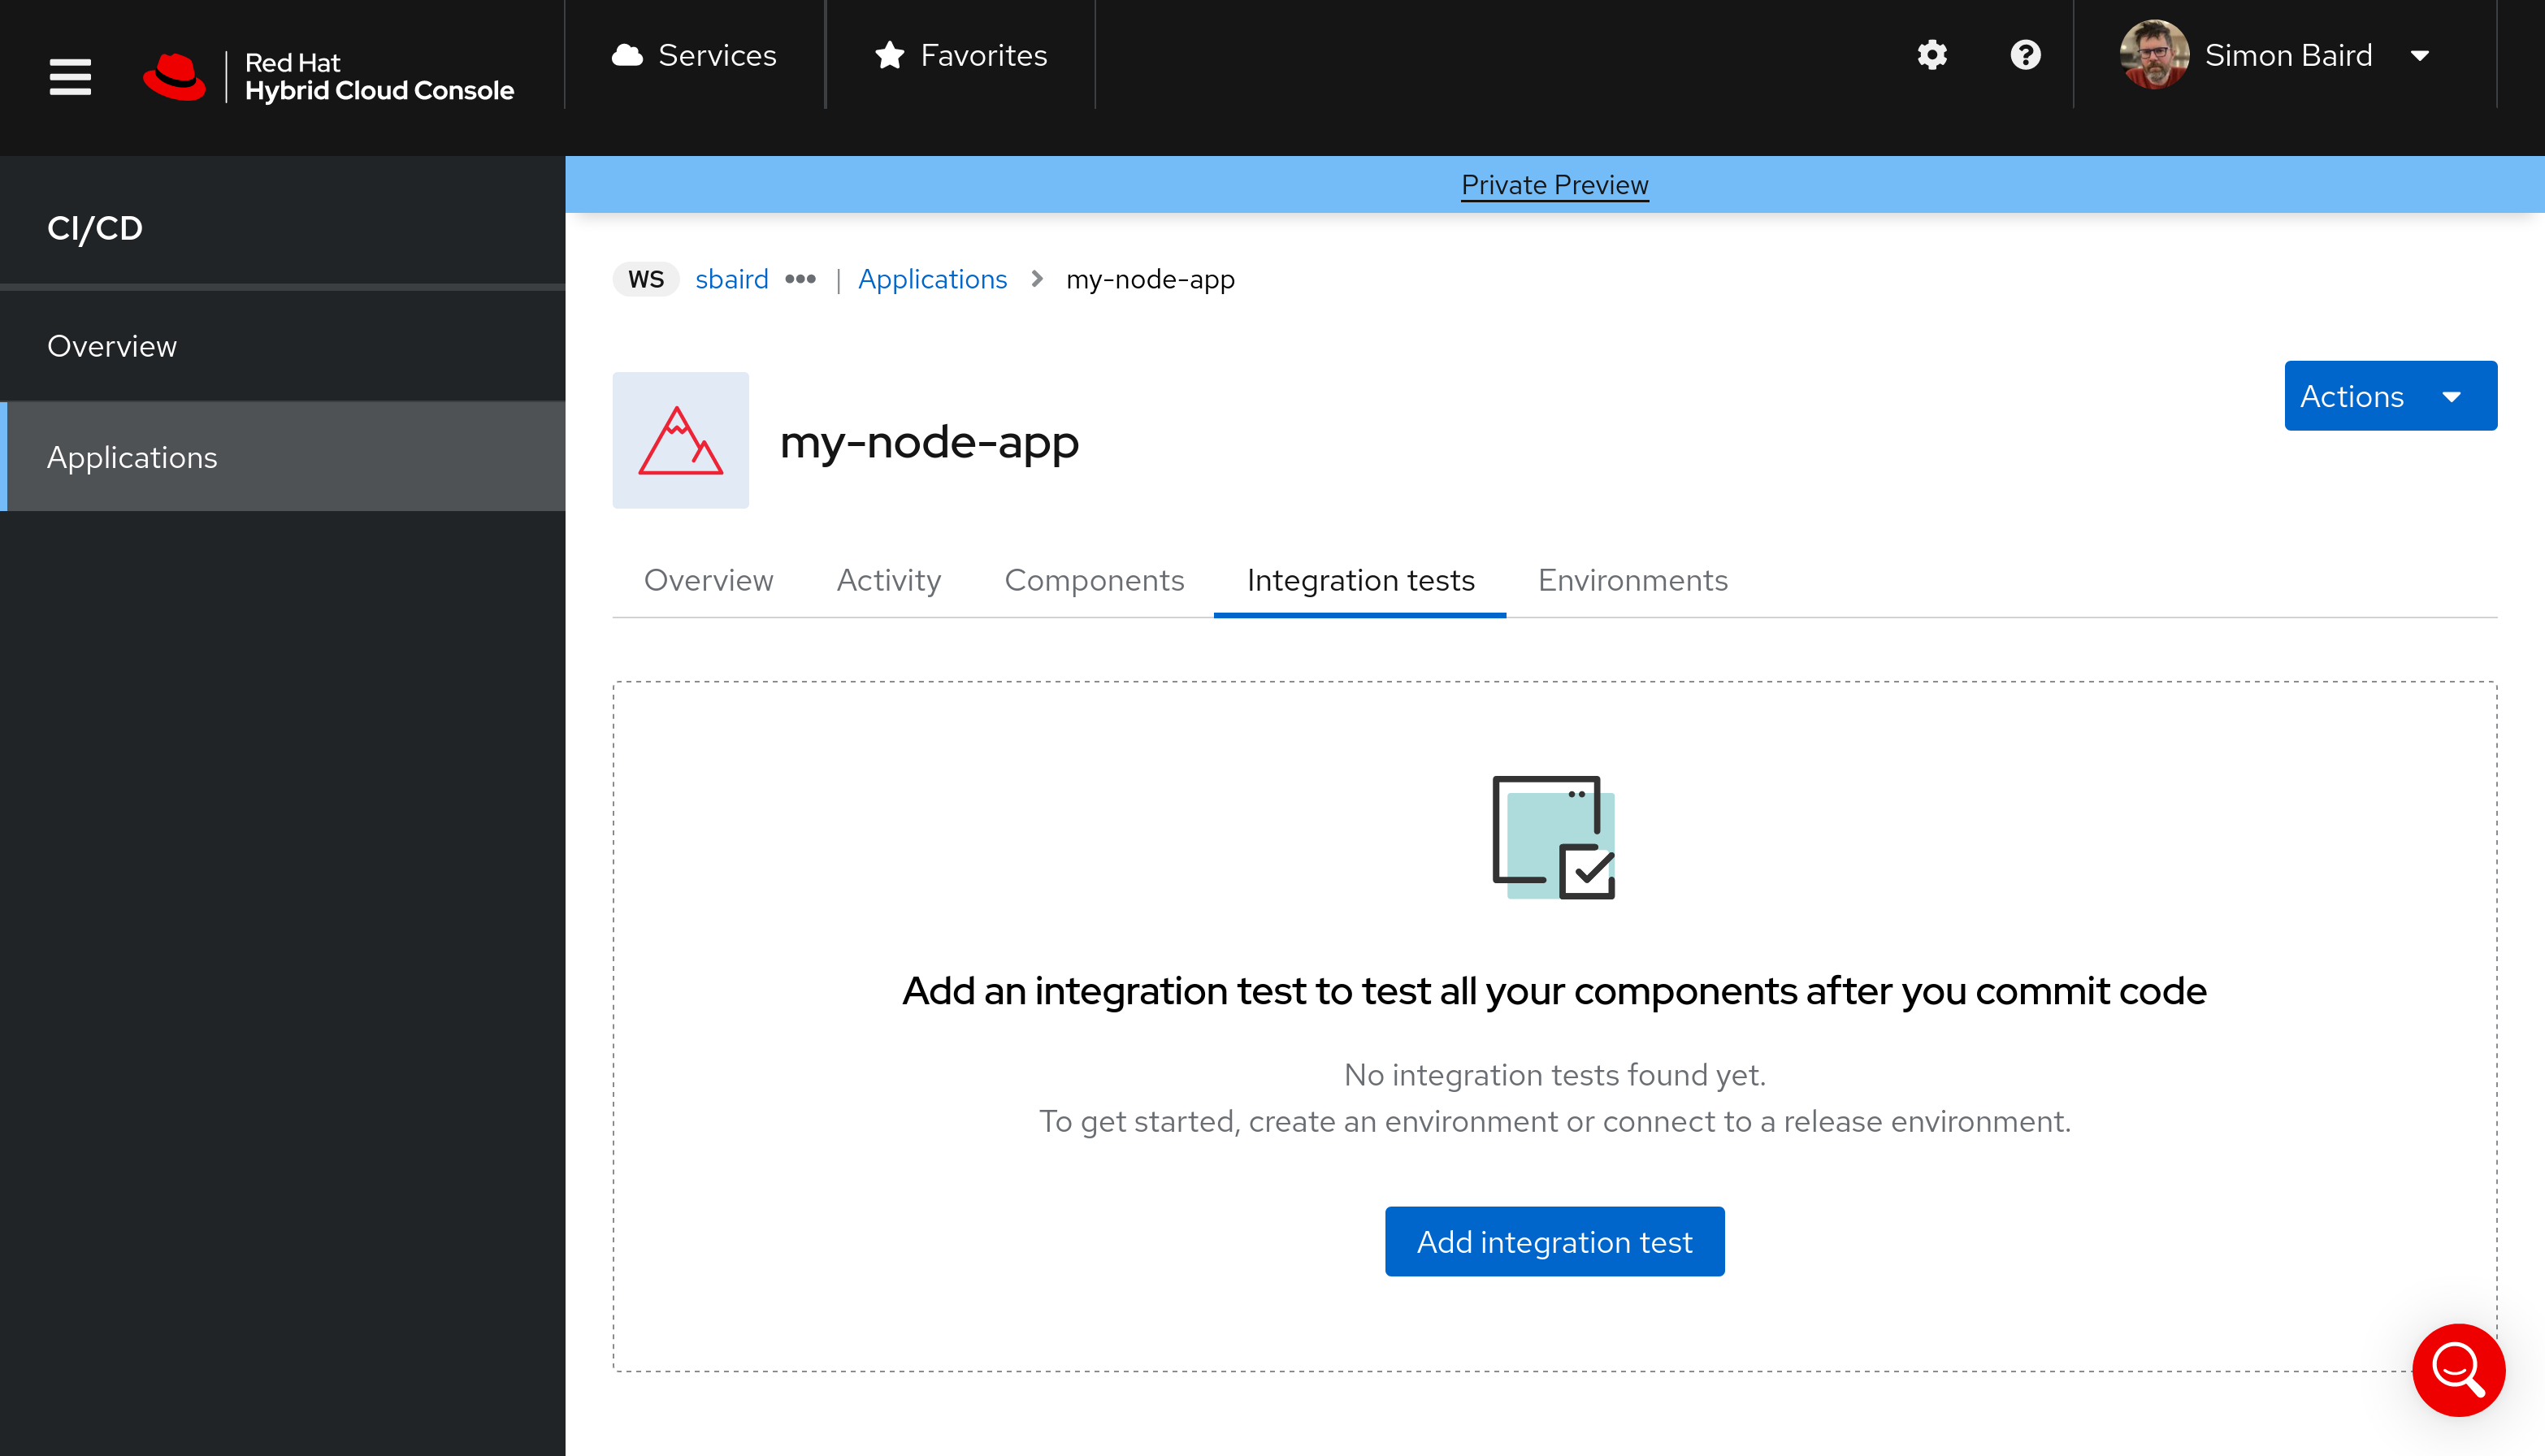 Red Hat
Hybrid Cloud Console
Services
Favorites
Simon Baird
CI/CD
Overview
Applications
Private Preview
WS sbaird | Applications my-node-app
my-node-app
Actions
Overview Activity Components Integration tests Environments
Add an integration test to test all your components after you commit code
No integration tests found yet.
To get started, create an environment or connect to a release environment.
Add integration test